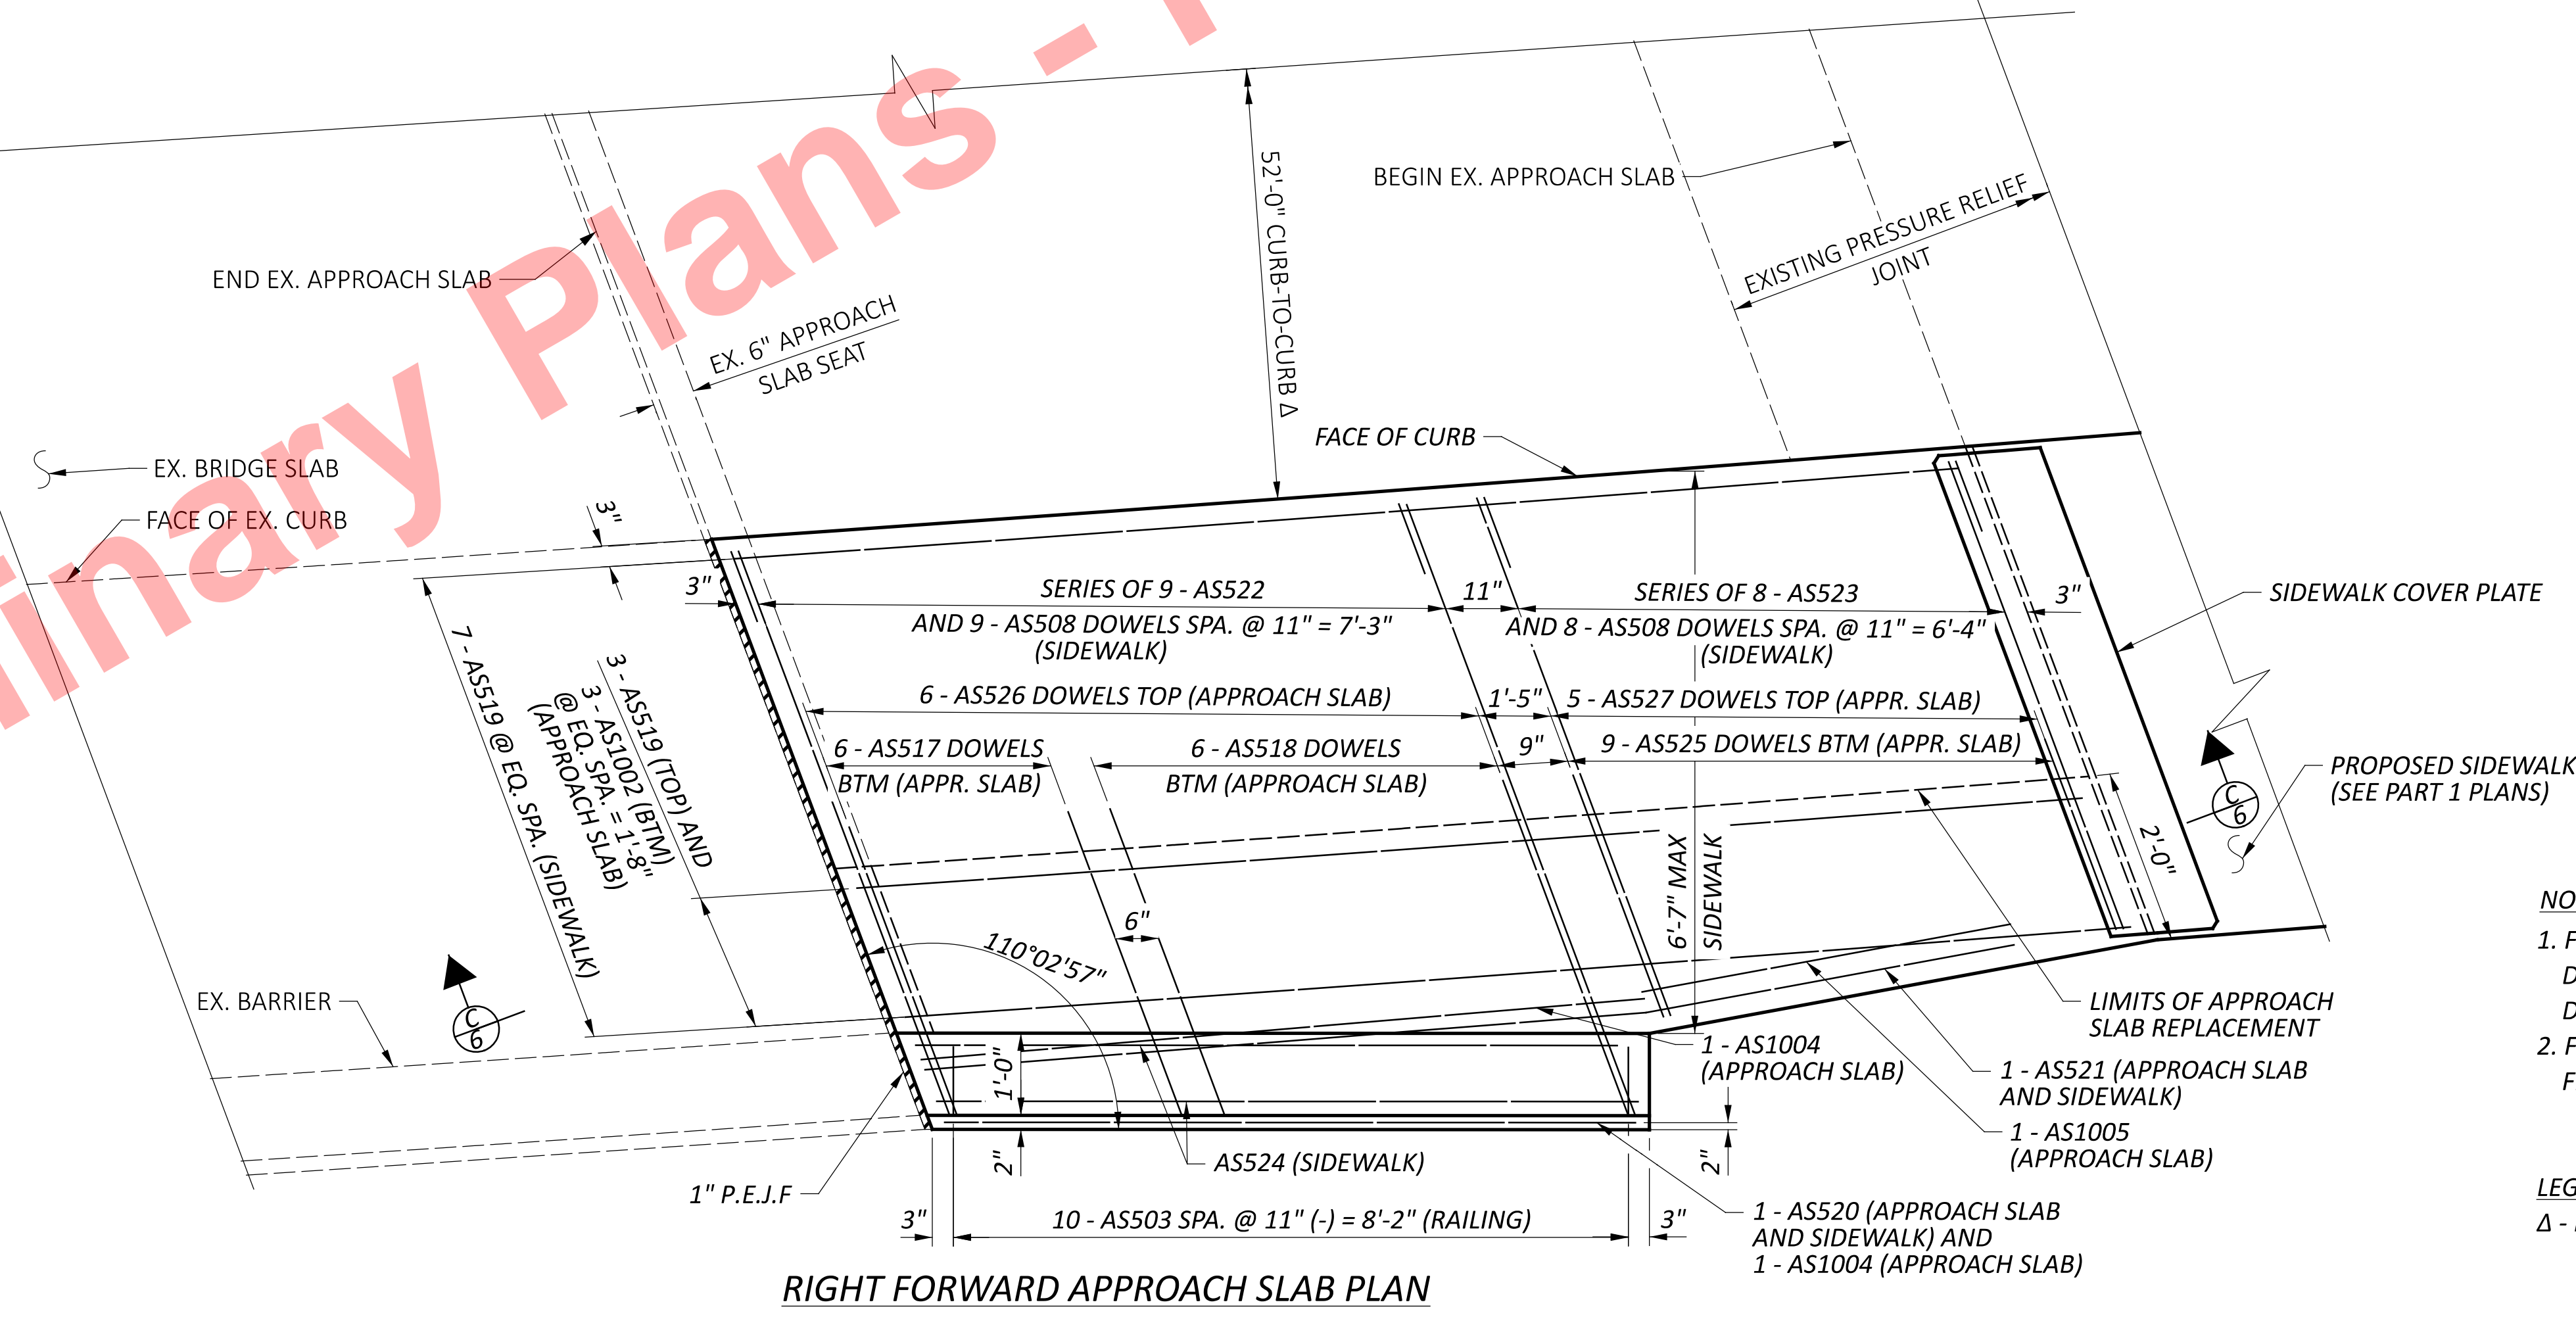 inary Plans -
52'-0" CURB-TO-CURB Δ
BEGIN EX. APPROACH SLAB
EXISTING PRESSURE RELIEF
JOINT
END EX. APPROACH SLAB
EX. 6" APPROACH
SLAB SEAT
FACE OF CURB
EX. BRIDGE SLAB
FACE OF EX. CURB
3"
3"
SERIES OF 9 - AS522
AND 9 - AS508 DOWELS SPA. @ 11" = 7'-3"
(SIDEWALK)
11"
SERIES OF 8 - AS523
AND 8 - AS508 DOWELS SPA. @ 11" = 6'-4"
(SIDEWALK)
3"
SIDEWALK COVER PLATE
7 - AS519 @ EQ. SPA. (SIDEWALK)
3 - AS519 (TOP) AND
3 - AS1002 (BTM)
@ EQ. SPA. = 1'-8"
(APPROACH SLAB)
6 - AS526 DOWELS TOP (APPROACH SLAB)
1'-5"
5 - AS527 DOWELS TOP (APPR. SLAB)
6 - AS517 DOWELS
BTM (APPR. SLAB)
6 - AS518 DOWELS
BTM (APPROACH SLAB)
9"
9 - AS525 DOWELS BTM (APPR. SLAB)
PROPOSED SIDEWALK
(SEE PART 1 PLANS)
C
6
2'-0"
6'-7" MAX
SIDEWALK
6"
110°02'57"
EX. BARRIER
C
6
LIMITS OF APPROACH
SLAB REPLACEMENT
1'-0"
1 - AS1004
(APPROACH SLAB)
1 - AS521 (APPROACH SLAB
AND SIDEWALK)
1 - AS1005
(APPROACH SLAB)
2"
AS524 (SIDEWALK)
2"
1" P.E.J.F
3"
10 - AS503 SPA. @ 11" (-) = 8'-2" (RAILING)
3"
1 - AS520 (APPROACH SLAB
AND SIDEWALK) AND
1 - AS1004 (APPROACH SLAB)
RIGHT FORWARD APPROACH SLAB PLAN
NO
1. F
D
D
2. F
F
LEG
Δ -